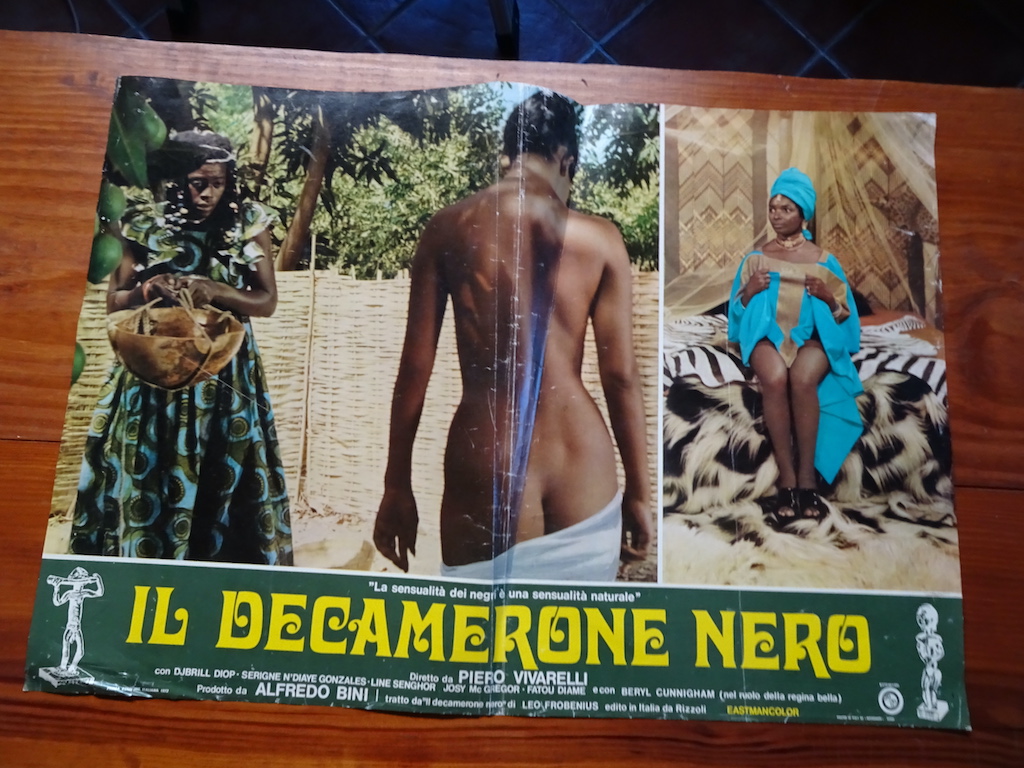 "La sensualità dei negri è una sensualità naturale"
IL DECAMERONE NERO
Diretto da PIERO VIVARELLI
con DJBRILL DIOP · SERIGNE N'DIAYE GONZALES · LINE SENGHOR JOSY McGREGOR · FATOU DIAME e con BERYL CUNNIGHAM (nel ruolo della regina bella)
Prodotto da ALFREDO BINI | tratto da "Il decamerone nero" di LEO FROBENIUS edito in Italia da Rizzoli EASTMANCOLOR